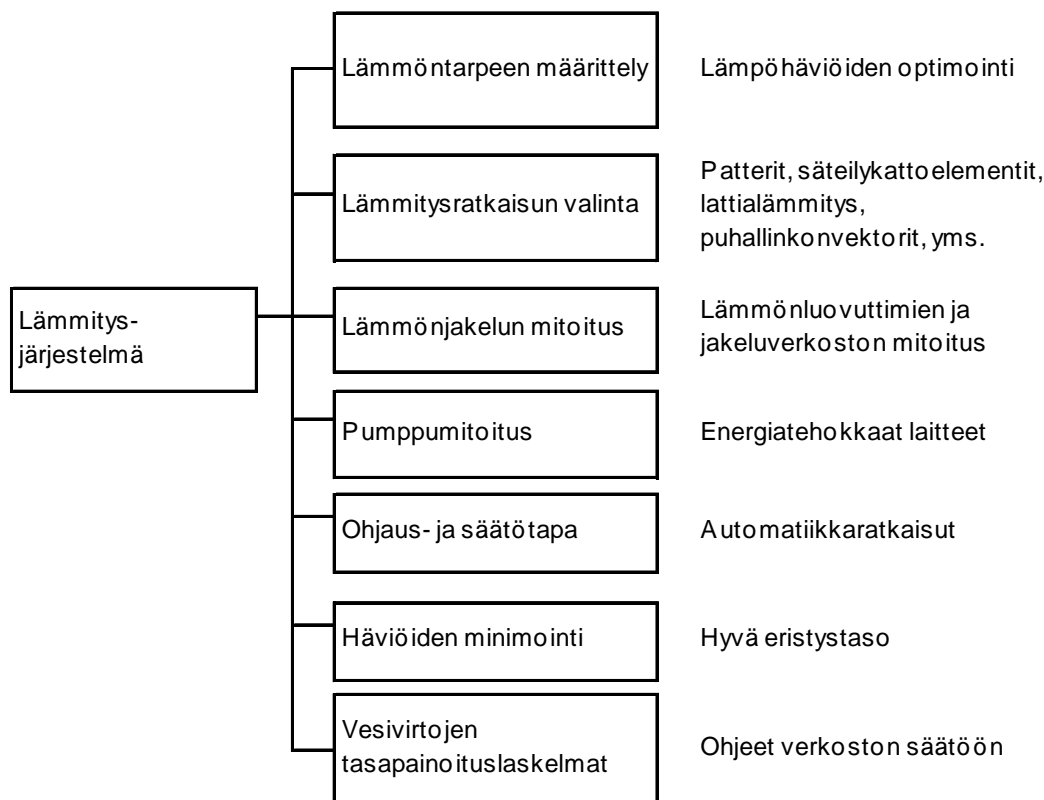 Lämmöntarpeen määrittely
Lämpöhäviöiden optimointi
Lämmitysratkaisun valinta
Patterit, säteilykattoelementit,
lattialämmitys,
puhallinkonvektorit, yms.
Lämmitys-
järjestelmä
Lämmönjakelun mitoitus
Lämmönluovuttimien ja
jakeluverkoston mitoitus
Pumppumitoitus
Energiatehokkaat laitteet
Ohjaus- ja säätötapa
Automatiikkaratkaisut
Häviöiden minimointi
Hyvä eristystaso
Vesivirtojen
tasapainoituslaskelmat
Ohjeet verkoston säätöön